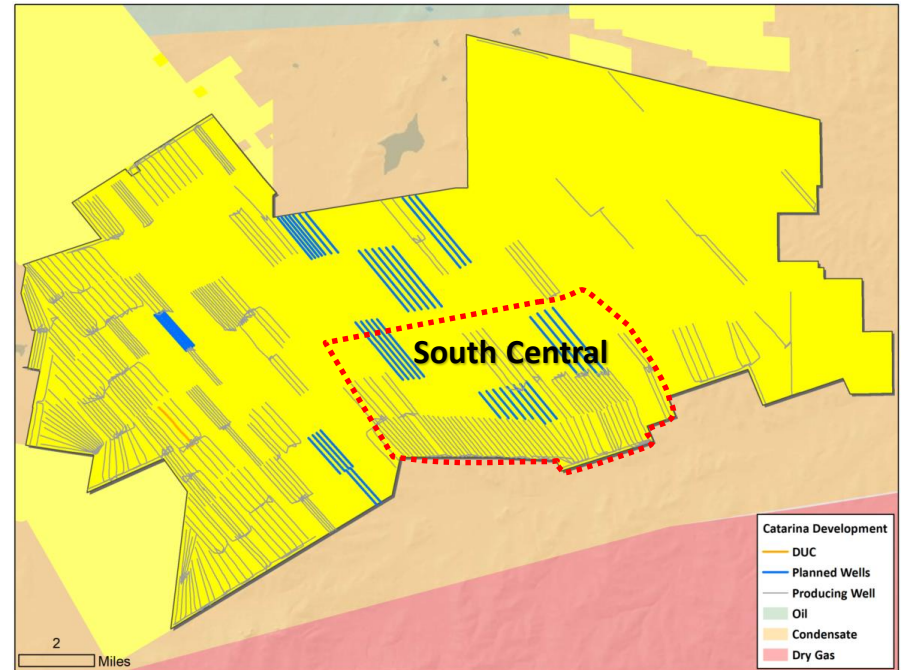 South Central
Catarina Development
DUC
Planned Wells
Producing Well
Oil
Condensate
Dry Gas
2
Miles